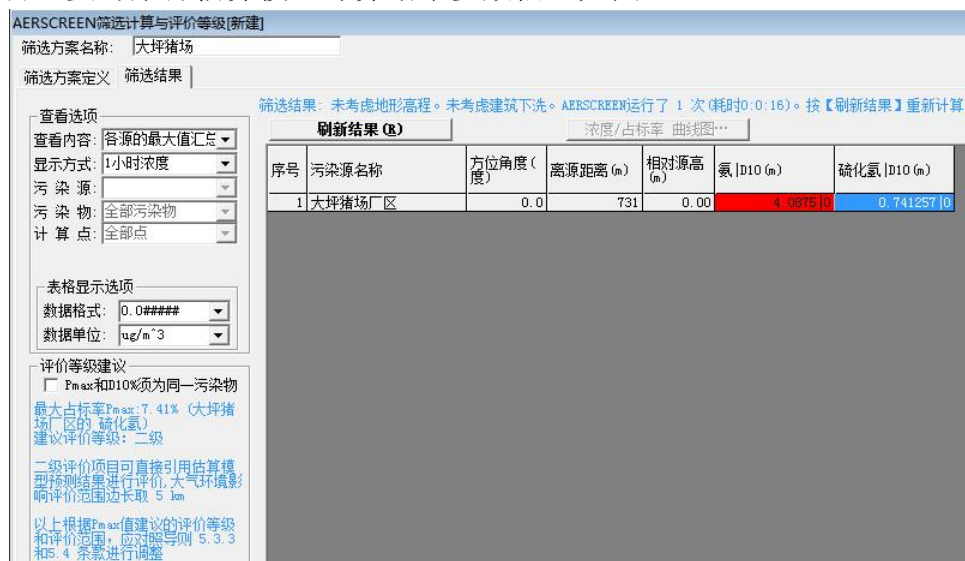 AERSCREEN筛选计算与评价等级[新建]
筛选方案名称: 大坪猪场
筛选方案定义 筛选结果
筛选结果: 未考虑地形高程。未考虑建筑下洗。AERSCREEN运行了 1 次(耗时0:0:16)。按【刷新结果】重新计算
查看选项
刷新结果(R) 浓度/占标率 曲线图…
查看内容: 各源的最大值汇总
显示方式: 1小时浓度
污 染 源:
污 染 物: 全部污染物
计 算 点: 全部点
序号 污染源名称 方位角度(度) 离源距离(m) 相对源高(m) 氨|D10(m) 硫化氢|D10(m)
1 大坪猪场厂区 0.0 731 0.00 4.0875|0 0.741257|0
表格显示选项
数据格式: 0.0#####
数据单位: ug/m^3
评价等级建议
Pmax和D10%须为同一污染物
最大占标率Pmax:7.41% (大坪猪
场厂区的 硫化氢)
建议评价等级: 二级
二级评价项目可直接引用估算模
型预测结果进行评价,大气环境影
响评价范围边长取 5 km
以上根据Pmax值建议的评价等级
和评价范围, 应对照导则 5.3.3
和5.4 条款进行调整